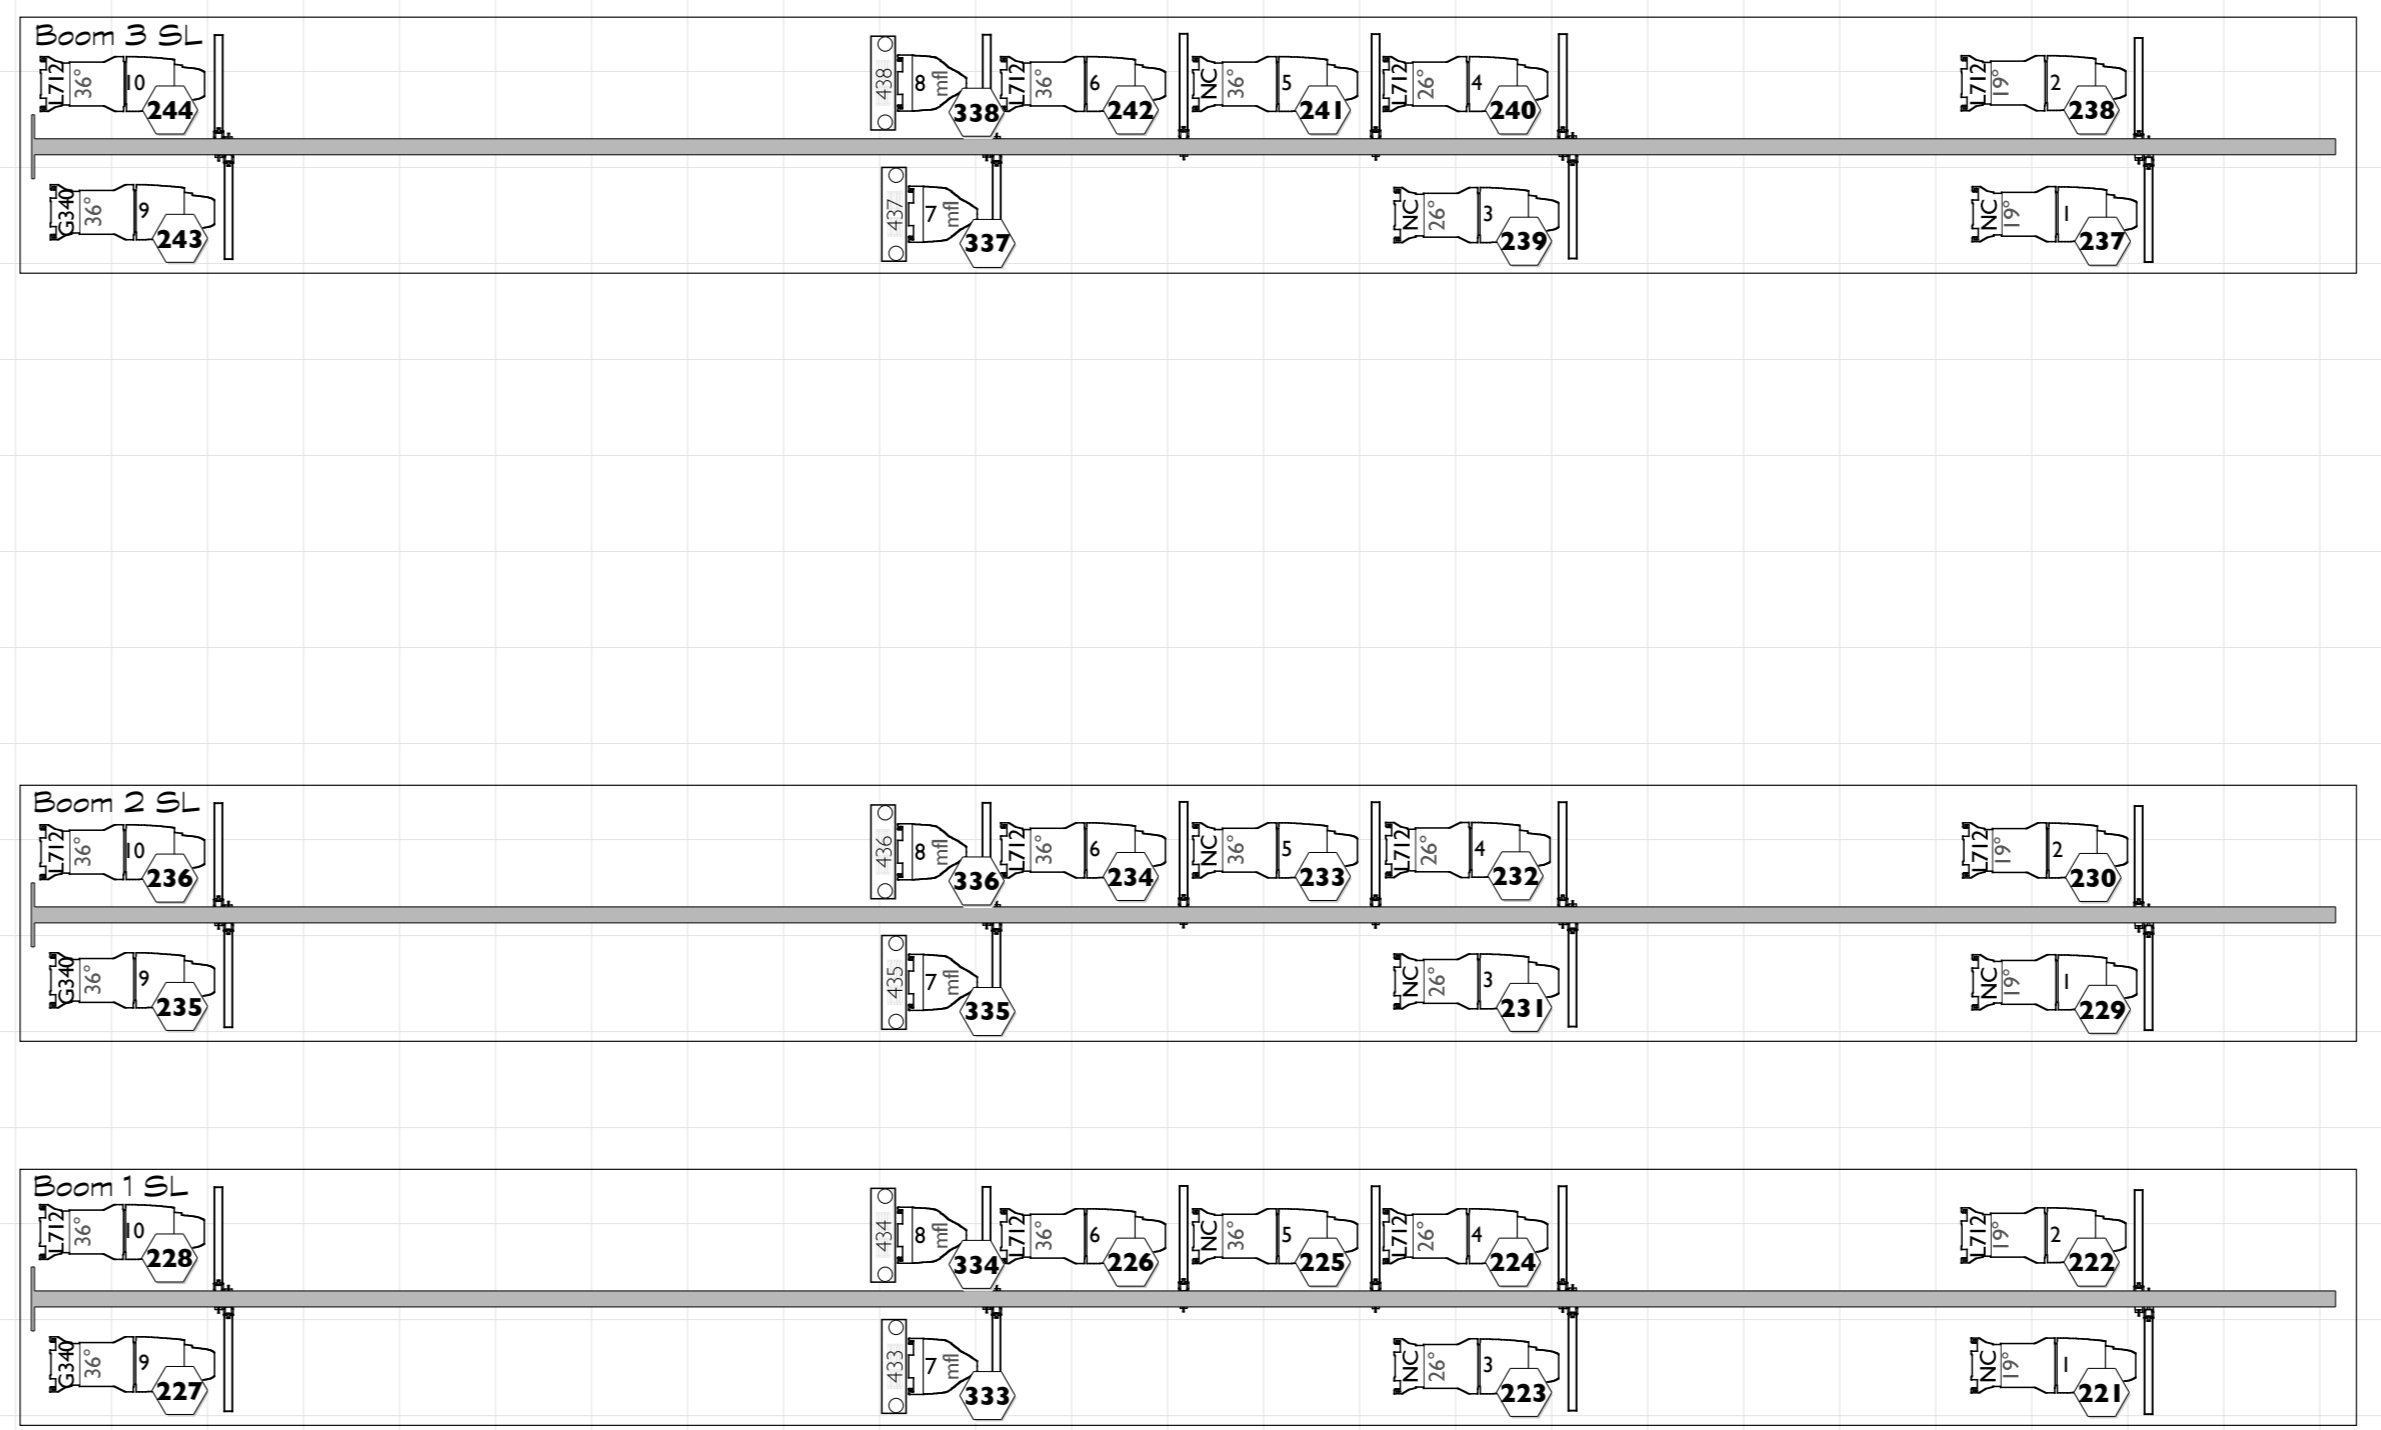 Boom 3 SL
L712 36° 10 244
438 8 mfl 338
L712 36° 6 242
NC 36° 5 241
L712 26° 4 240
L712 19° 2 238
G340 36° 9 243
437 7 mfl 337
NC 26° 3 239
NC 19° 1 237
Boom 2 SL
L712 36° 10 236
436 8 mfl 336
L712 36° 6 234
NC 36° 5 233
L712 26° 4 232
L712 19° 2 230
G340 36° 9 235
435 7 mfl 335
NC 26° 3 231
NC 19° 1 229
Boom 1 SL
L712 36° 10 228
434 8 mfl 334
L712 36° 6 226
NC 36° 5 225
L712 26° 4 224
L712 19° 2 222
G340 36° 9 227
433 7 mfl 333
NC 26° 3 223
NC 19° 1 221